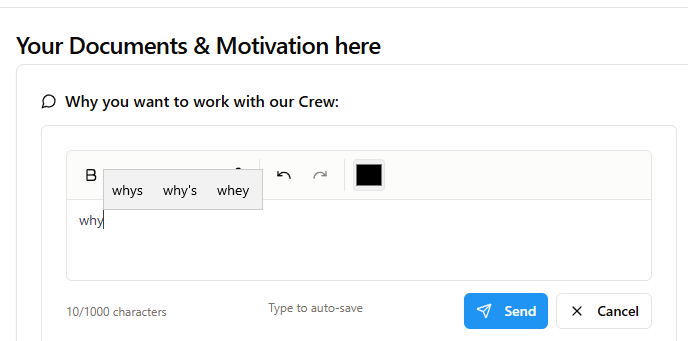 Your Documents & Motivation here
Why you want to work with our Crew:
B
whys why's whey
why
10/1000 characters
Type to auto-save
Send
Cancel